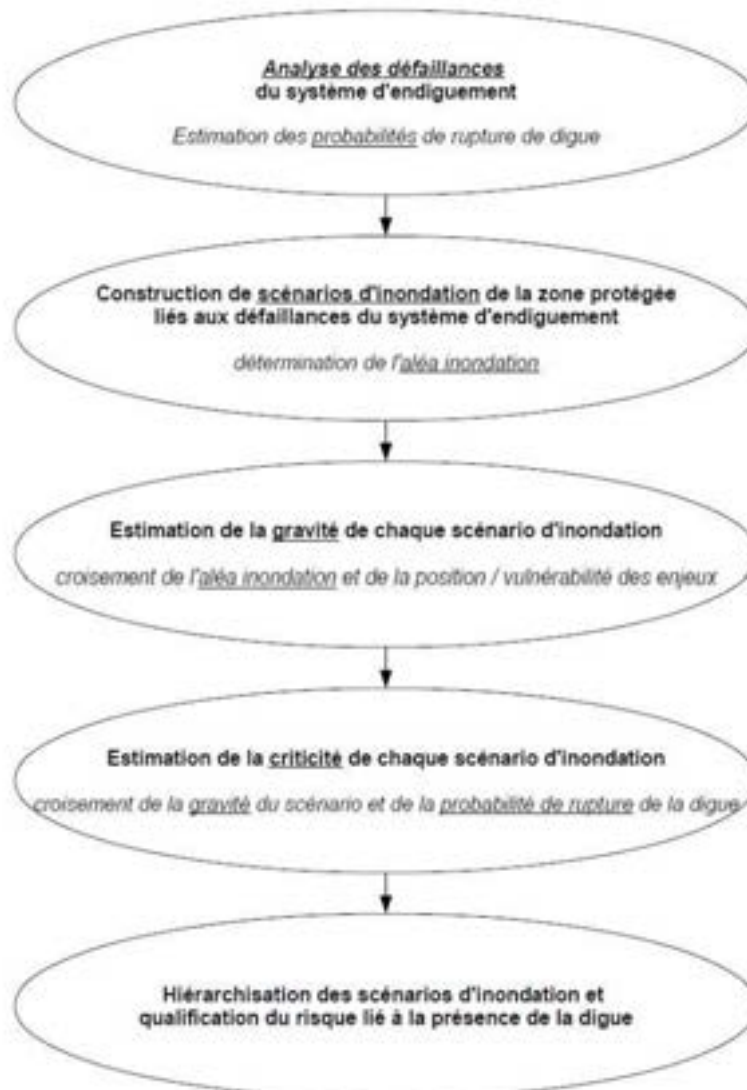 Analyse des défaillances
du système d'endiguement
Estimation des probabilités de rupture de digue
Construction de scénarios d'inondation de la zone protégée
liés aux défaillances du système d'endiguement
détermination de l'aléa inondation
Estimation de la gravité de chaque scénario d'inondation
croisement de l'aléa inondation et de la position / vulnérabilité des enjeux
Estimation de la criticité de chaque scénario d'inondation
croisement de la gravité du scénario et de la probabilité de rupture de la digue
Hiérarchisation des scénarios d'inondation et
qualification du risque lié à la présence de la digue